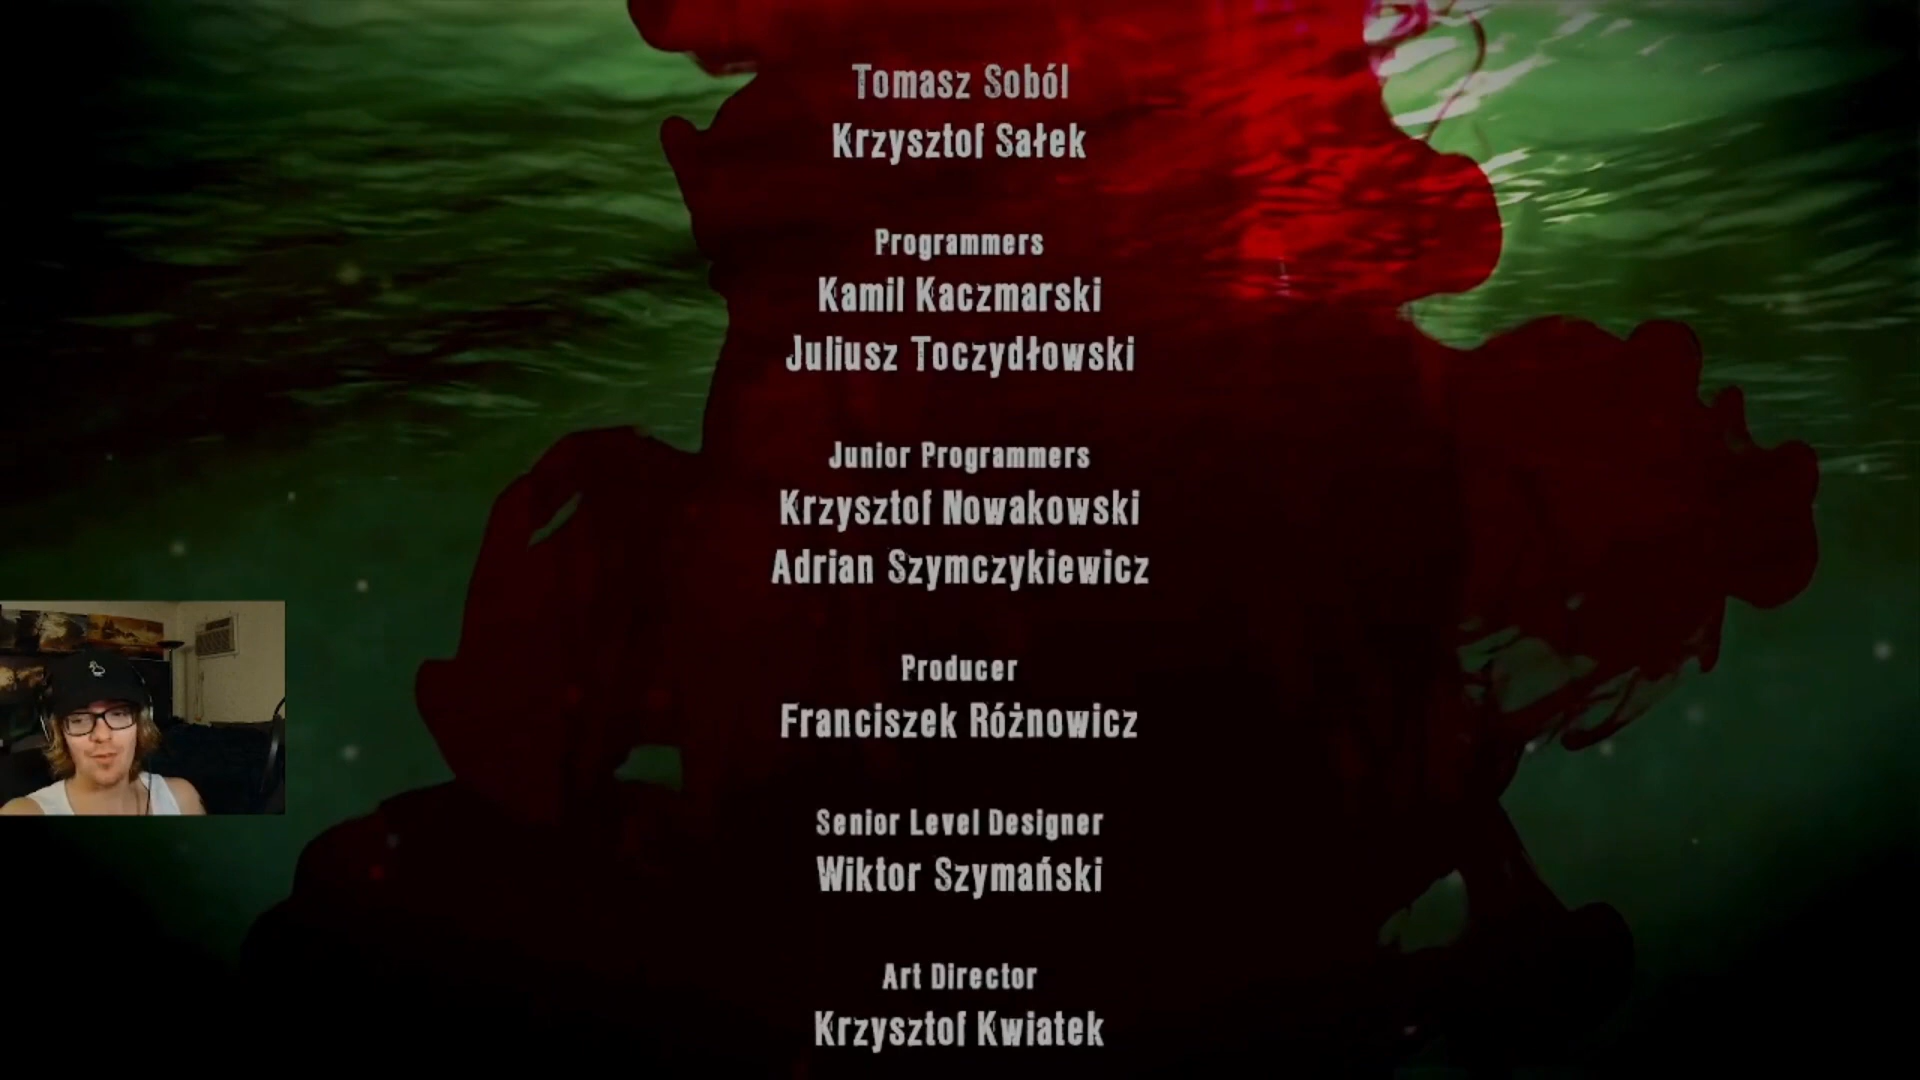 Tomasz Soból
Krzysztof Sałek
Programmers
Kamil Kaczmarski
Juliusz Toczydłowski
Junior Programmers
Krzysztof Nowakowski
Adrian Szymczykiewicz
Producer
Franciszek Różnowicz
Senior Level Designer
Wiktor Szymański
Art Director
Krzysztof Kwiatek